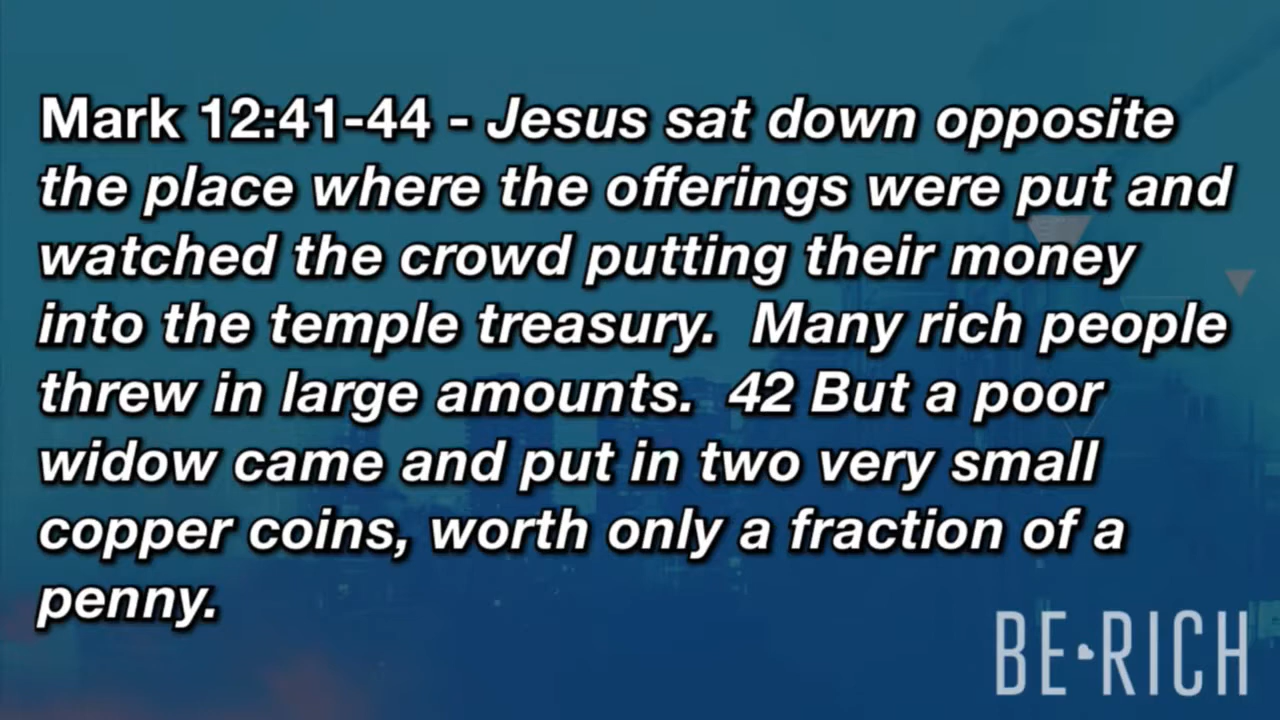 Mark 12:41-44 - Jesus sat down opposite
the place where the offerings were put and
watched the crowd putting their money
into the temple treasury.  Many rich people
threw in large amounts.  42 But a poor
widow came and put in two very small
copper coins, worth only a fraction of a
penny.
BE RICH